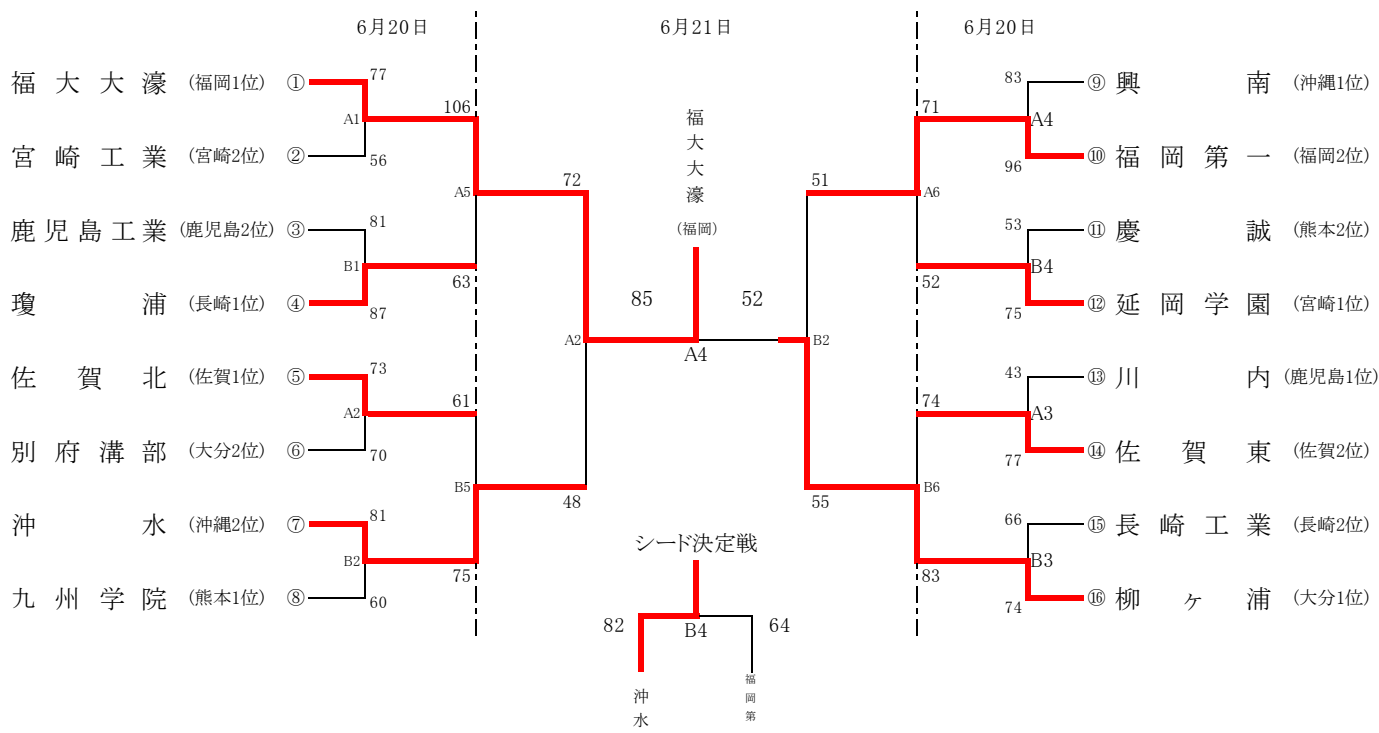 6月20日
6月21日
6月20日
福大大濠 (福岡1位) ①
宮崎工業 (宮崎2位) ②
鹿児島工業 (鹿児島2位) ③
瓊浦 (長崎1位) ④
佐賀北 (佐賀1位) ⑤
別府溝部 (大分2位) ⑥
沖水 (沖縄2位) ⑦
九州学院 (熊本1位) ⑧
77
A1
56
81
B1
87
73
A2
70
81
B2
60
106
A5
63
61
B5
75
72
A2
48
福大大濠
(福岡)
85
52
A4
シード決定戦
82
B4
64
沖水
福岡第
51
B2
55
71
A6
52
74
B6
83
83
A4
96
53
B4
75
43
A3
77
66
B3
74
⑨ 興南 (沖縄1位)
⑩ 福岡第一 (福岡2位)
⑪ 慶誠 (熊本2位)
⑫ 延岡学園 (宮崎1位)
⑬ 川内 (鹿児島1位)
⑭ 佐賀東 (佐賀2位)
⑮ 長崎工業 (長崎2位)
⑯ 柳ヶ浦 (大分1位)